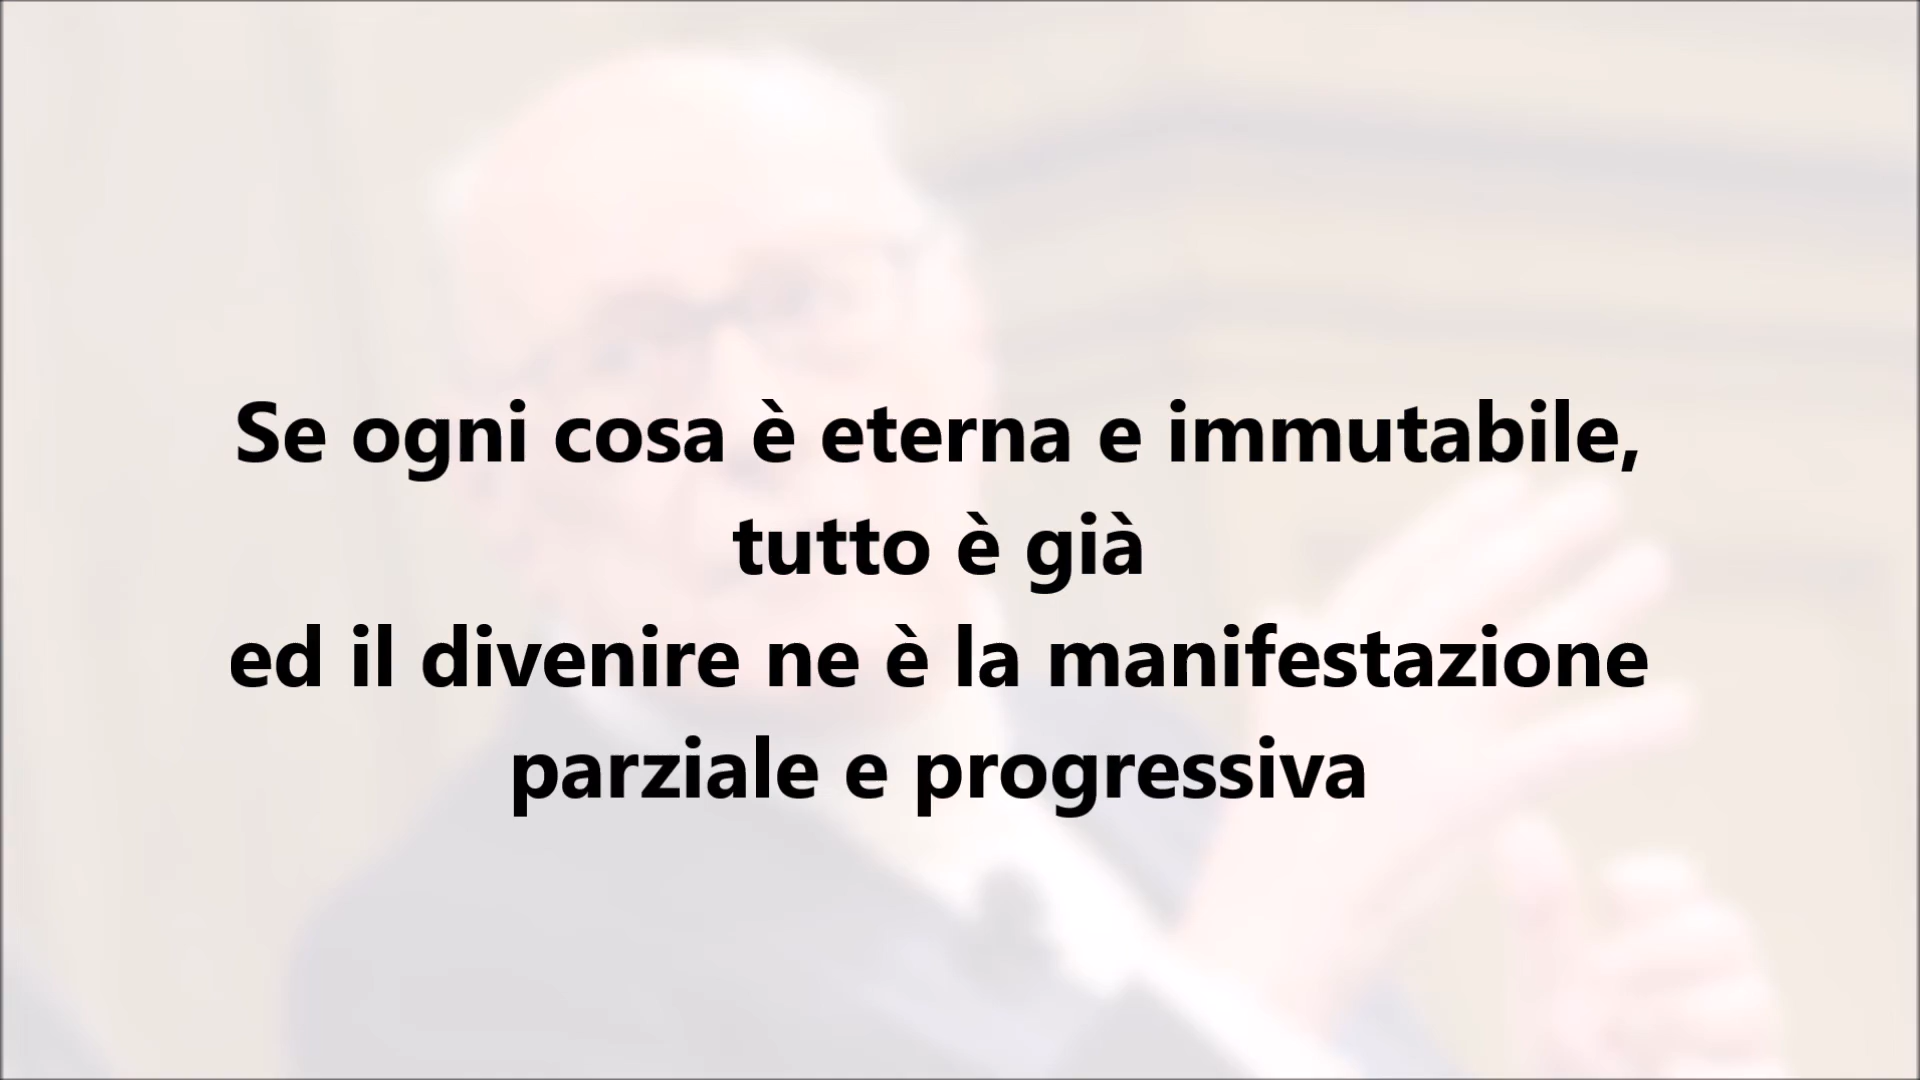 Se ogni cosa è eterna e immutabile,
tutto è già
ed il divenire ne è la manifestazione
parziale e progressiva